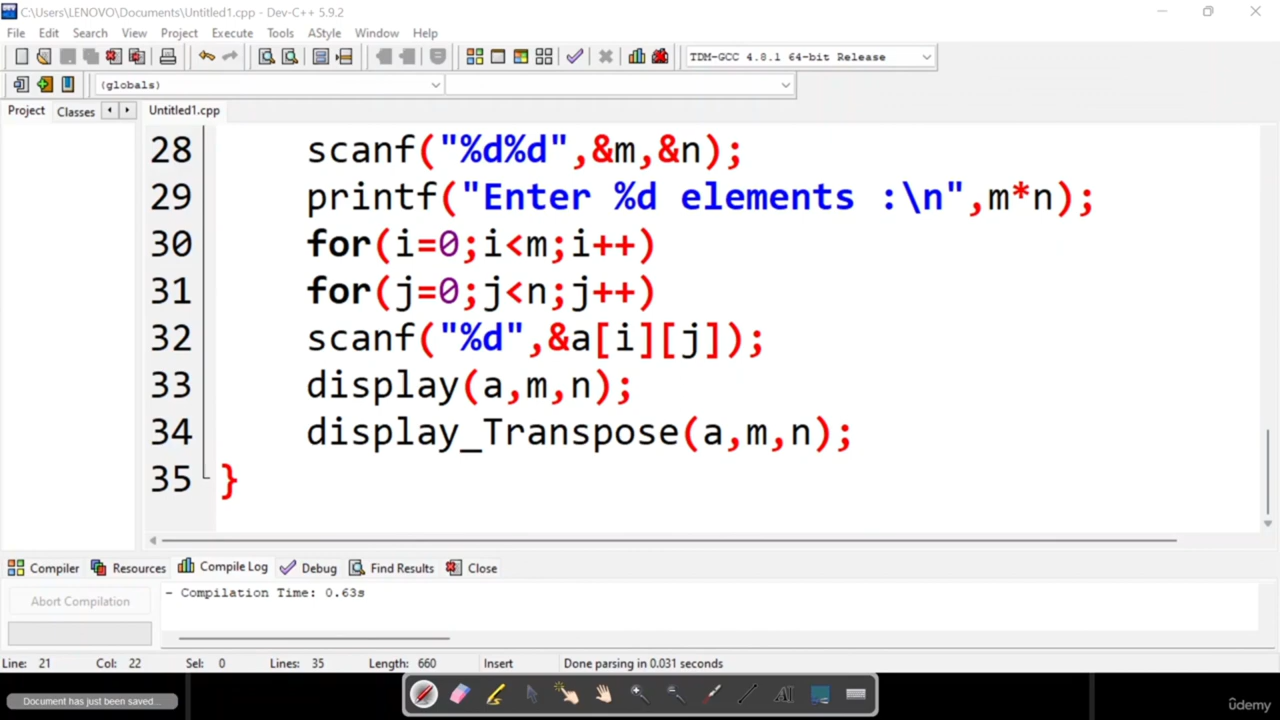 C:\Users\LENOVO\Documents\Untitled1.cpp - Dev-C++ 5.9.2
File Edit Search View Project Execute Tools AStyle Window Help
TDM-GCC 4.8.1 64-bit Release
(globals)
Project Classes Untitled1.cpp
28 scanf("%d%d",&m,&n);
29 printf("Enter %d elements :\n",m*n);
30 for(i=0;i<m;i++)
31 for(j=0;j<n;j++)
32 scanf("%d",&a[i][j]);
33 display(a,m,n);
34 display_Transpose(a,m,n);
35 }
Compiler Resources Compile Log Debug Find Results Close
Abort Compilation
- Compilation Time: 0.63s
Line: 21 Col: 22 Sel: 0 Lines: 35 Length: 660 Insert Done parsing in 0.031 seconds
Document has just been saved...
AI
ûdemy